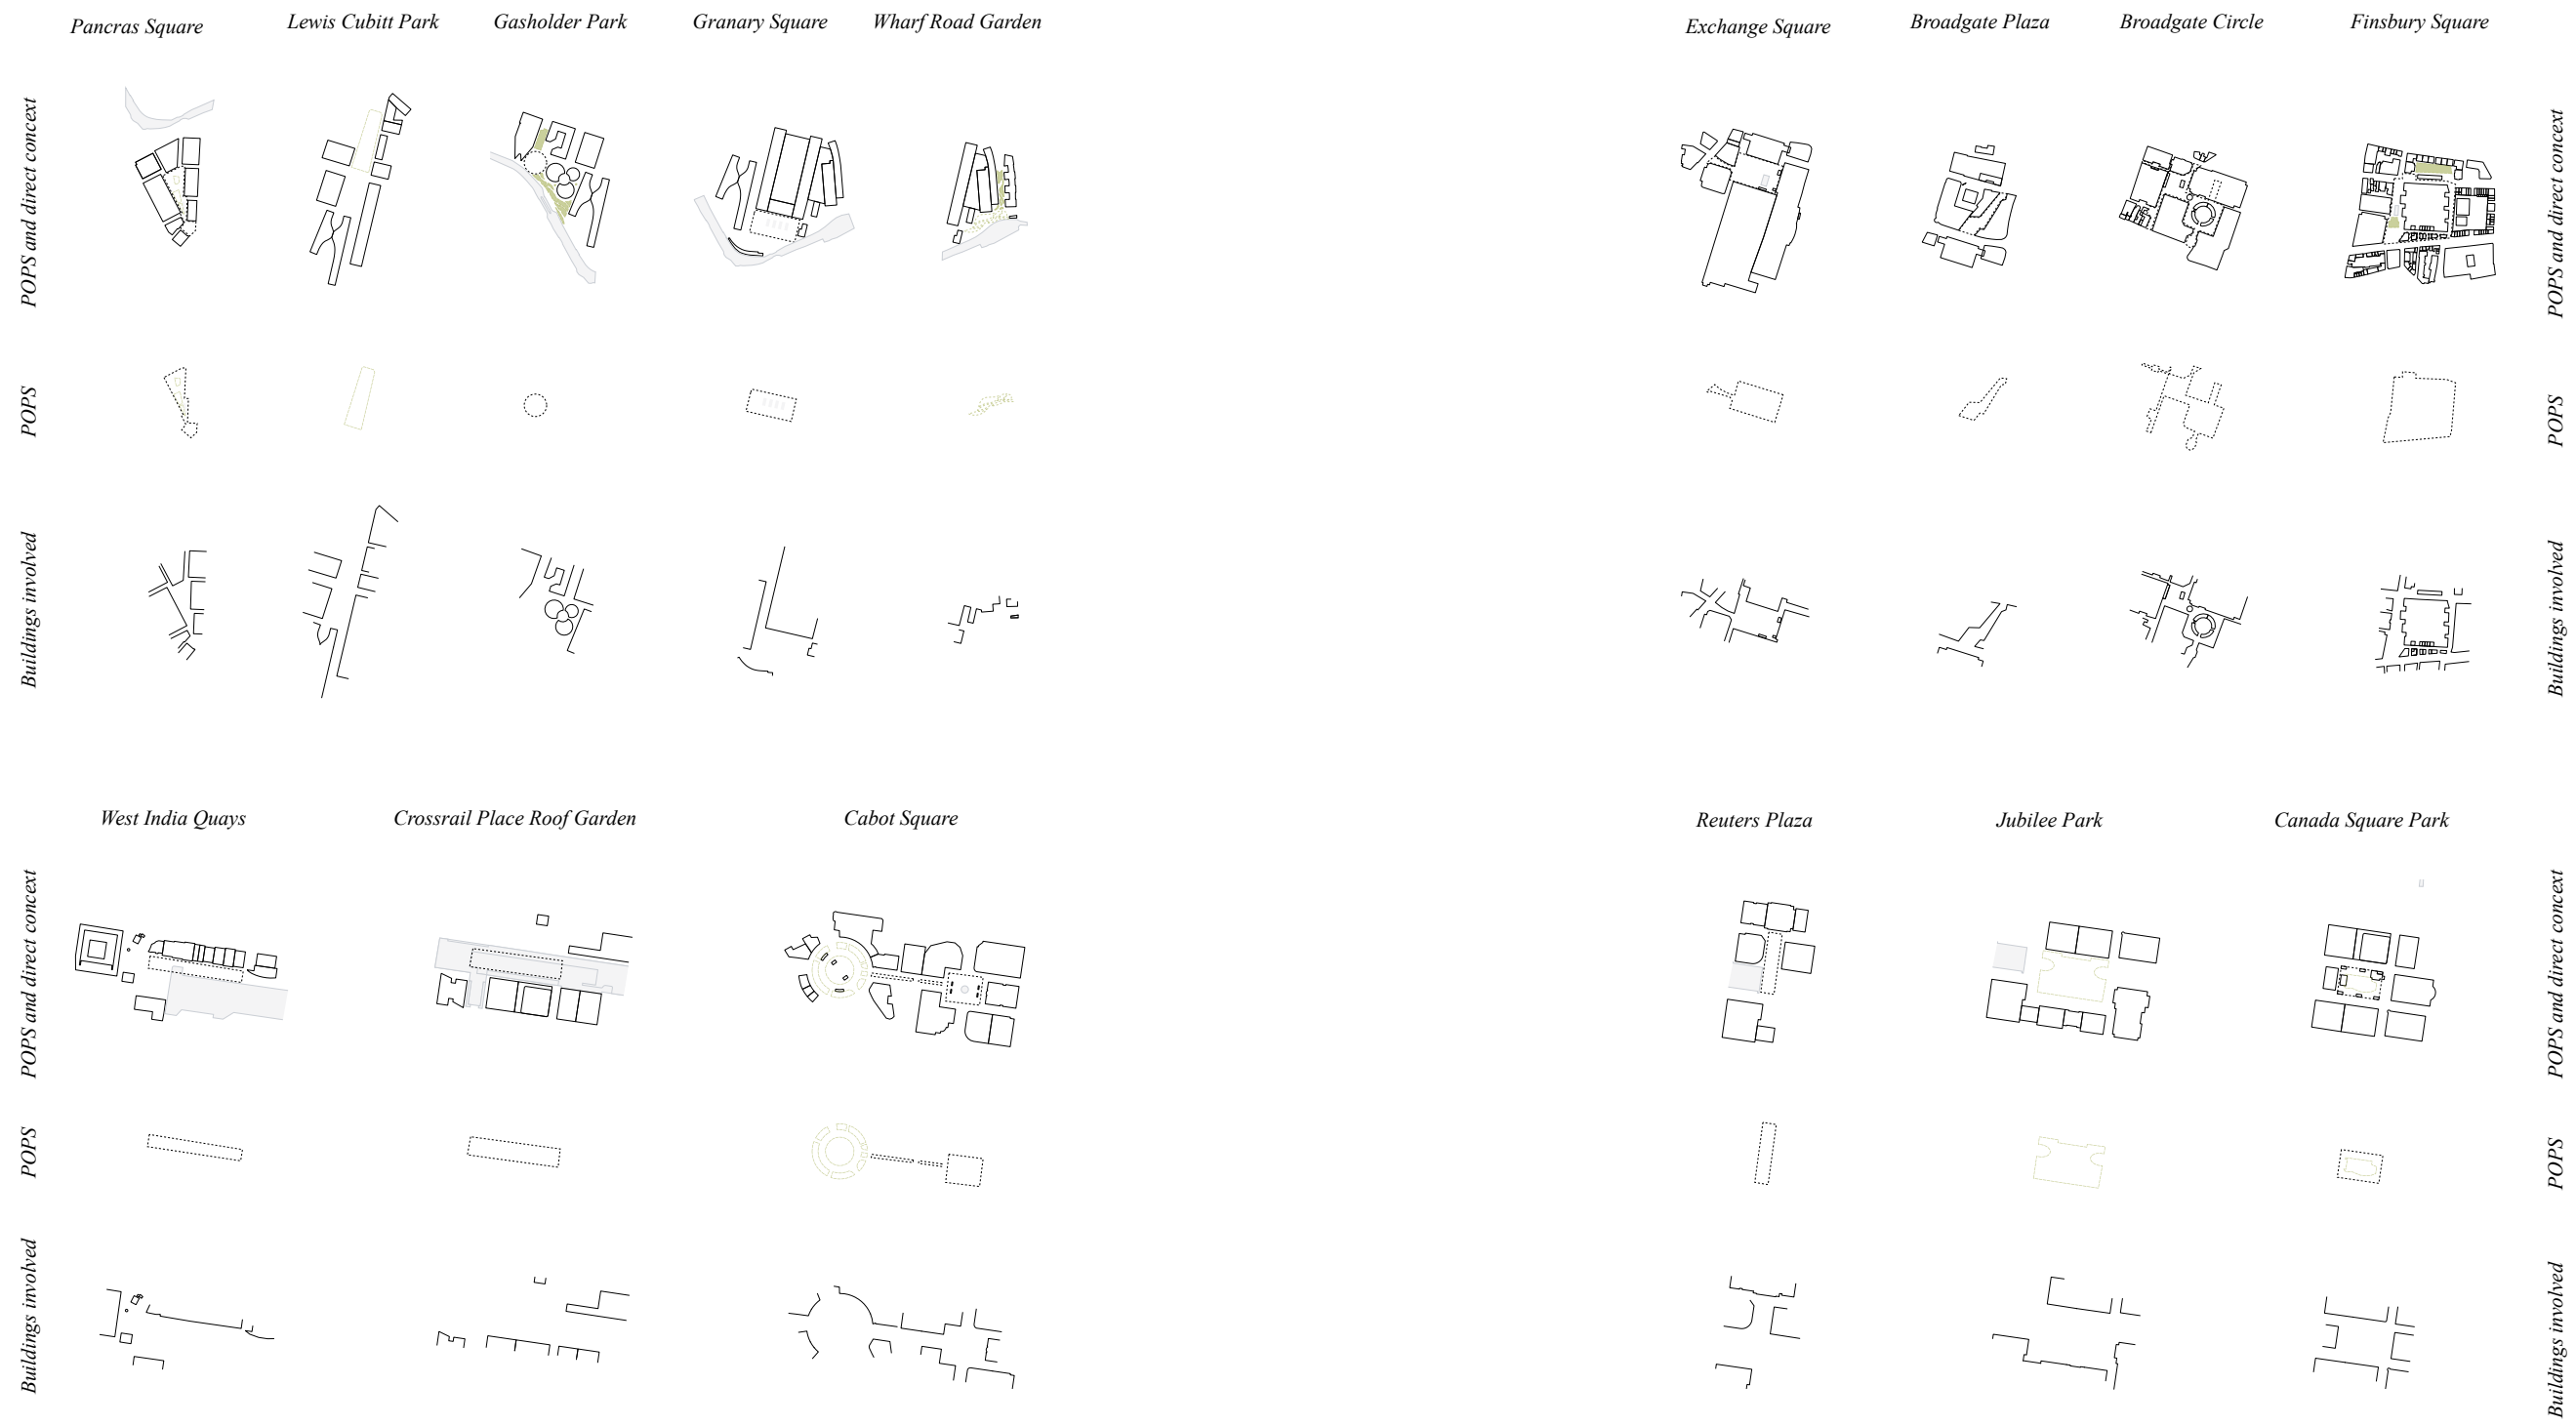 Pancras Square
Lewis Cubitt Park
Gasholder Park
Granary Square
Wharf Road Garden
Exchange Square
Broadgate Plaza
Broadgate Circle
Finsbury Square
POPS and direct concext
POPS and direct concext
POPS
POPS
Buildings involved
Buildings involved
West India Quays
Crossrail Place Roof Garden
Cabot Square
Reuters Plaza
Jubilee Park
Canada Square Park
POPS and direct concext
POPS and direct concext
POPS
POPS
Buildings involved
Buildings involved